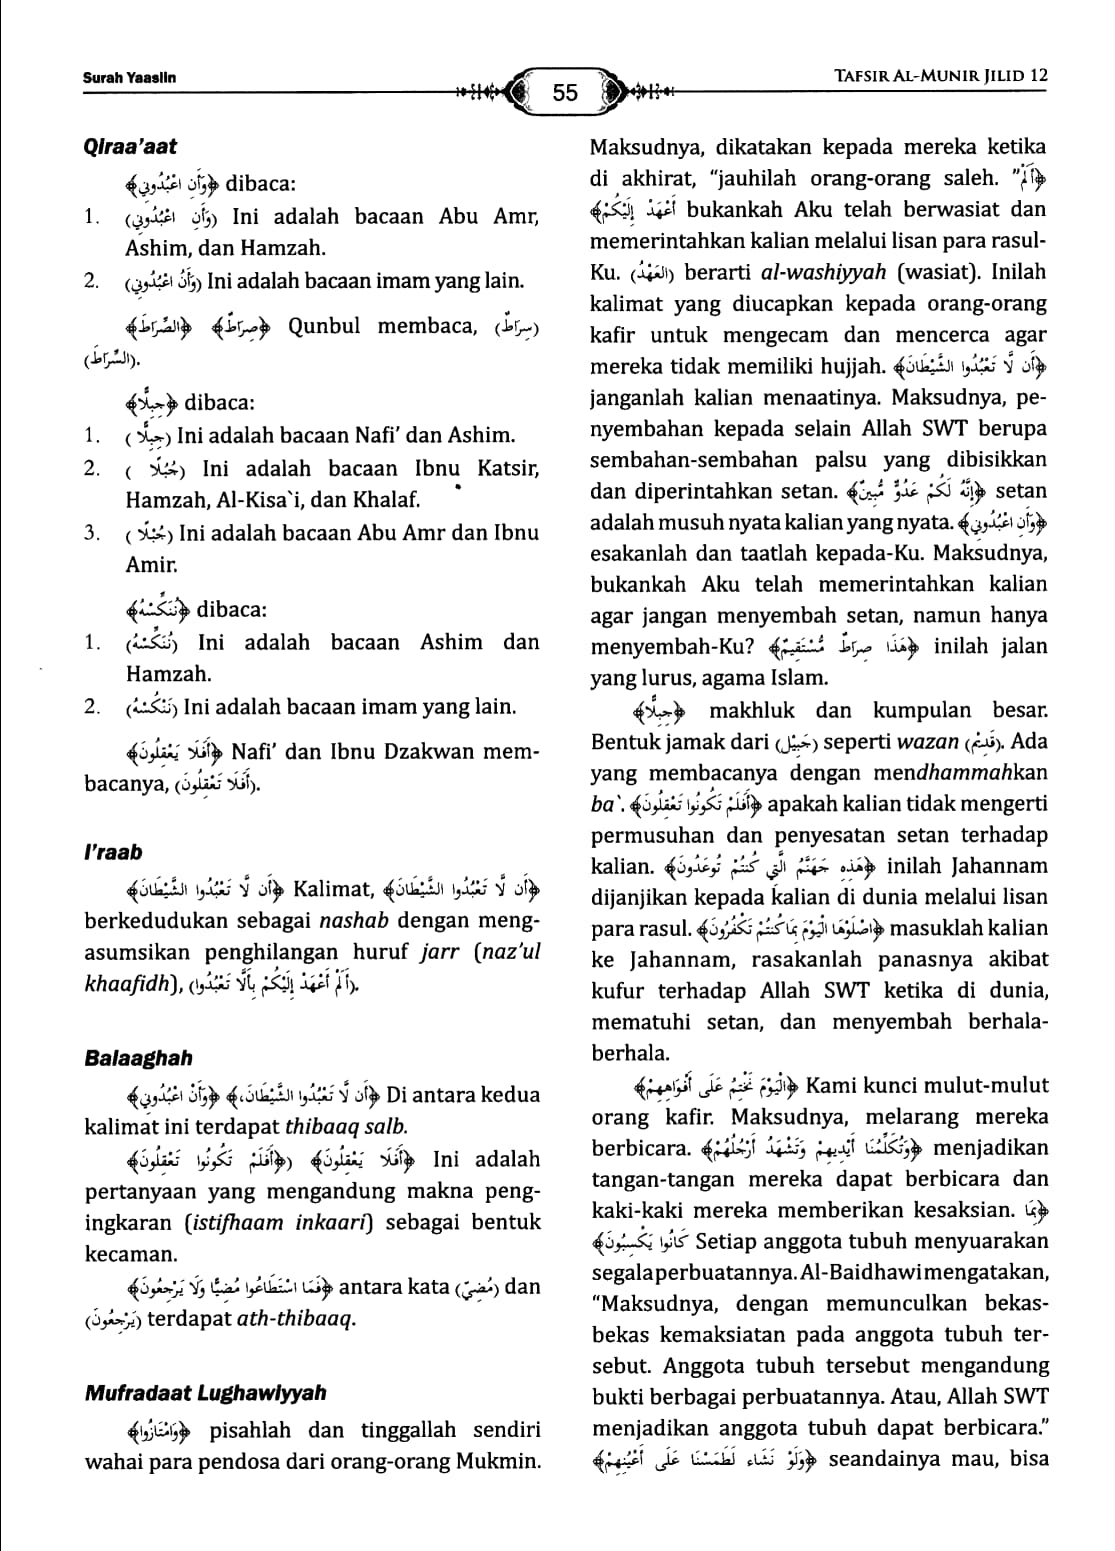 Surah Yaasiin
55
TAFSIR AL-MUNIR JILID 12
Qiraa’aat
﴿وَأَنِ اعْبُدُونِي﴾ dibaca:
1. (وَأَنِ اعْبُدُونِي) Ini adalah bacaan Abu Amr,
Ashim, dan Hamzah.
2. (وَأَنُ اعْبُدُونِي) Ini adalah bacaan imam yang lain.
﴿صِرَاطٌ﴾ ﴿الصِّرَاطَ﴾ Qunbul membaca, (سِرَاطٌ)
(السِّرَاطَ).
﴿جِبِلًّا﴾ dibaca:
1. (جِبِلًّا ) Ini adalah bacaan Nafi’ dan Ashim.
2. (جُبُلًا ) Ini adalah bacaan Ibnu Katsir,
Hamzah, Al-Kisa`i, dan Khalaf.
3. (جُبْلًا ) Ini adalah bacaan Abu Amr dan Ibnu
Amir.
﴿نُنَكِّسْهُ﴾ dibaca:
1. (نُنَكِّسْهُ) Ini adalah bacaan Ashim dan
Hamzah.
2. (نَنْكُسْهُ) Ini adalah bacaan imam yang lain.
﴿أَفَلَا يَعْقِلُونَ﴾ Nafi’ dan Ibnu Dzakwan mem-
bacanya, (أَفَلَا تَعْقِلُونَ).
I’raab
﴿أَن لَّا تَعْبُدُوا الشَّيْطَانَ﴾ Kalimat, ﴿أَن لَّا تَعْبُدُوا الشَّيْطَانَ﴾
berkedudukan sebagai nashab dengan meng-
asumsikan penghilangan huruf jarr (naz’ul
khaafidh), (أَلَمْ أَعْهَدْ إِلَيْكُمْ بِأَلَّا تَعْبُدُوا).
Balaaghah
﴿أَن لَّا تَعْبُدُوا الشَّيْطَانَ،﴾ ﴿وَأَنْ اعْبُدُونِي﴾ Di antara kedua
kalimat ini terdapat thibaaq salb.
﴿أَفَلَا يَعْقِلُونَ﴾ (﴿أَفَلَمْ تَكُونُوا تَعْقِلُونَ﴾ Ini adalah
pertanyaan yang mengandung makna peng-
ingkaran (istifhaam inkaari) sebagai bentuk
kecaman.
﴿فَمَا اسْتَطَاعُوا مُضِيًّا وَلَا يَرْجِعُونَ﴾ antara kata (مُضِيّ) dan
(يَرْجِعُونَ) terdapat ath-thibaaq.
Mufradaat Lughawiyyah
﴿وَامْتَازُوا﴾ pisahlah dan tinggallah sendiri
wahai para pendosa dari orang-orang Mukmin.
Maksudnya, dikatakan kepada mereka ketika
di akhirat, “jauhilah orang-orang saleh. ”﴿أَلَمْ
أَعْهَدْ إِلَيْكُمْ﴾ bukankah Aku telah berwasiat dan
memerintahkan kalian melalui lisan para rasul-
Ku. (العَهْدُ) berarti al-washiyyah (wasiat). Inilah
kalimat yang diucapkan kepada orang-orang
kafir untuk mengecam dan mencerca agar
mereka tidak memiliki hujjah. ﴿أَن لَّا تَعْبُدُوا الشَّيْطَانَ﴾
janganlah kalian menaatinya. Maksudnya, pe-
nyembahan kepada selain Allah SWT berupa
sembahan-sembahan palsu yang dibisikkan
dan diperintahkan setan. ﴿إِنَّهُ لَكُمْ عَدُوٌّ مُّبِينٌ﴾ setan
adalah musuh nyata kalian yang nyata. ﴿وَأَنِ اعْبُدُونِي﴾
esakanlah dan taatlah kepada-Ku. Maksudnya,
bukankah Aku telah memerintahkan kalian
agar jangan menyembah setan, namun hanya
menyembah-Ku? ﴿هَذَا صِرَاطٌ مُّسْتَقِيمٌ﴾ inilah jalan
yang lurus, agama Islam.
﴿جِبِلًّا﴾ makhluk dan kumpulan besar.
Bentuk jamak dari (جَبِيْل) seperti wazan (قَدِيْم). Ada
yang membacanya dengan mendhammahkan
ba`. ﴿أَفَلَمْ تَكُونُوا تَعْقِلُونَ﴾ apakah kalian tidak mengerti
permusuhan dan penyesatan setan terhadap
kalian. ﴿هَذِهِ جَهَنَّمُ الَّتِي كُنتُمْ تُوعَدُونَ﴾ inilah Jahannam
dijanjikan kepada kalian di dunia melalui lisan
para rasul. ﴿اصْلَوْهَا الْيَوْمَ بِمَا كُنتُمْ تَكْفُرُونَ﴾ masuklah kalian
ke Jahannam, rasakanlah panasnya akibat
kufur terhadap Allah SWT ketika di dunia,
mematuhi setan, dan menyembah berhala-
berhala.
﴿الْيَوْمَ نَخْتِمُ عَلَى أَفْوَاهِهِمْ﴾ Kami kunci mulut-mulut
orang kafir. Maksudnya, melarang mereka
berbicara. ﴿وَتُكَلِّمُنَا أَيْدِيهِمْ وَتَشْهَدُ أَرْجُلُهُمْ﴾ menjadikan
tangan-tangan mereka dapat berbicara dan
kaki-kaki mereka memberikan kesaksian. ﴿بِمَا
كَانُوا يَكْسِبُونَ﴾ Setiap anggota tubuh menyuarakan
segala perbuatannya. Al-Baidhawi mengatakan,
“Maksudnya, dengan memunculkan bekas-
bekas kemaksiatan pada anggota tubuh ter-
sebut. Anggota tubuh tersebut mengandung
bukti berbagai perbuatannya. Atau, Allah SWT
menjadikan anggota tubuh dapat berbicara.”
﴿وَلَوْ نَشَاء لَطَمَسْنَا عَلَى أَعْيُنِهِمْ﴾ seandainya mau, bisa